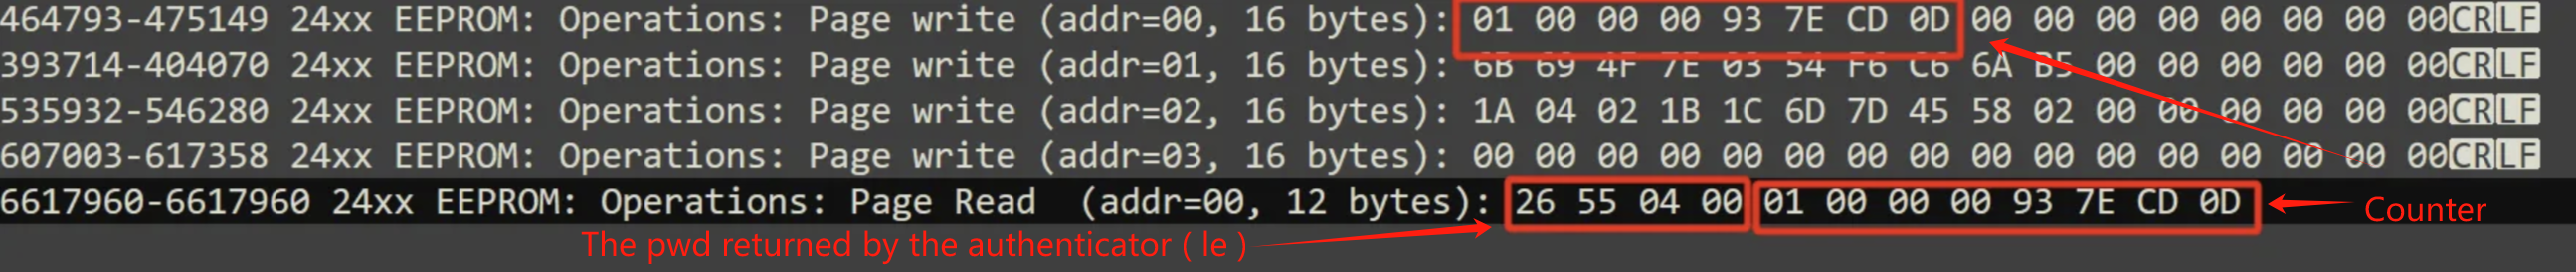 464793-475149 24xx EEPROM: Operations: Page write (addr=00, 16 bytes): 01 00 00 00 93 7E CD 0D 00 00 00 00 00 00 00 00CRLF
393714-404070 24xx EEPROM: Operations: Page write (addr=01, 16 bytes): 6B 69 4F 7E 03 54 F6 C6 6A B5 00 00 00 00 00 00CRLF
535932-546280 24xx EEPROM: Operations: Page write (addr=02, 16 bytes): 1A 04 02 1B 1C 6D 7D 45 58 02 00 00 00 00 00 00CRLF
607003-617358 24xx EEPROM: Operations: Page write (addr=03, 16 bytes): 00 00 00 00 00 00 00 00 00 00 00 00 00 00 00 00CRLF
6617960-6617960 24xx EEPROM: Operations: Page Read  (addr=00, 12 bytes): 26 55 04 00 01 00 00 00 93 7E CD 0D
Counter
The pwd returned by the authenticator ( le )